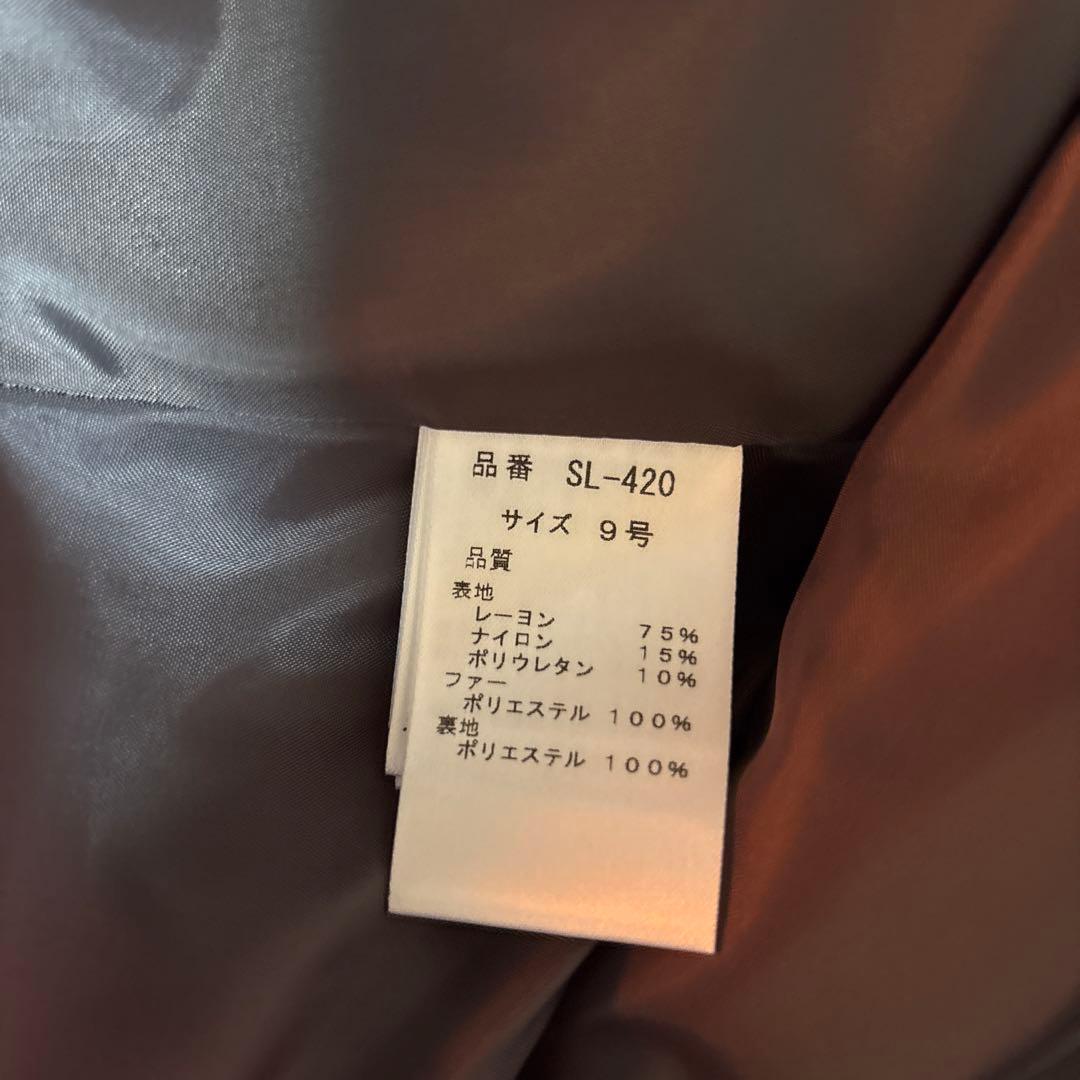 品番 SL-420
サイズ 9号
品質
表地
レーヨン 75%
ナイロン 15%
ポリウレタン 10%
ファー
ポリエステル 100%
裏地
ポリエステル 100%